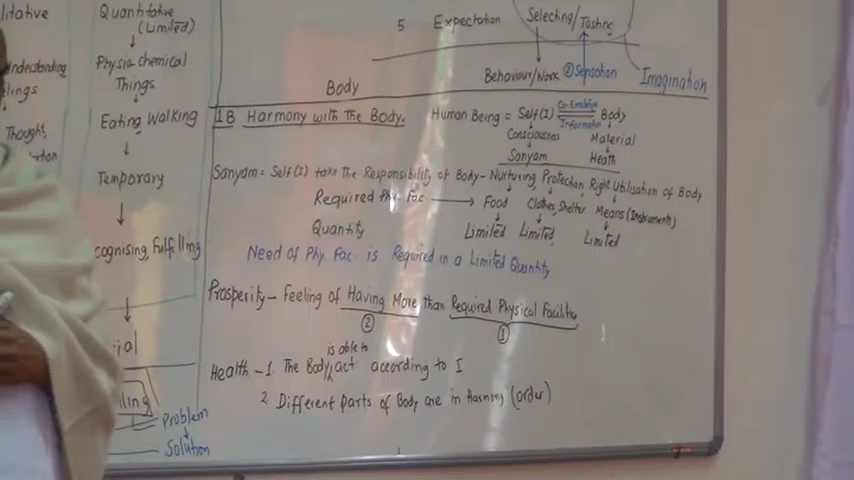 Quantitative
(Limited)
Physio Chemical
Things
Eating Walking
Temporary
cognising, Fulfilling
Understanding
Thought,
5 Expectation Selecting/Tasting
Behaviour/Work ② Sensation
Imagination
Body
1B Harmony with The Body. Human Being = Self(I) Body
Information
Consciousness Material
Sanyam Heath
Sanyam = Self(I) take The Responsibility of Body - Nurturing, Protection, Right Utilisation of Body
Required Phy. Fac → Food Clothes, Shelter Means (Instruments)
Quantity Limited Limited, Limited
Need of Phy. Fac. is Required in a Limited Quantity
Prosperity - Feeling of Having More than Required Physical Facilities
② ①
is able to
Health - 1. The Body act according to I
2. Different parts of Body are in Harmony (order)
Problem
Solution